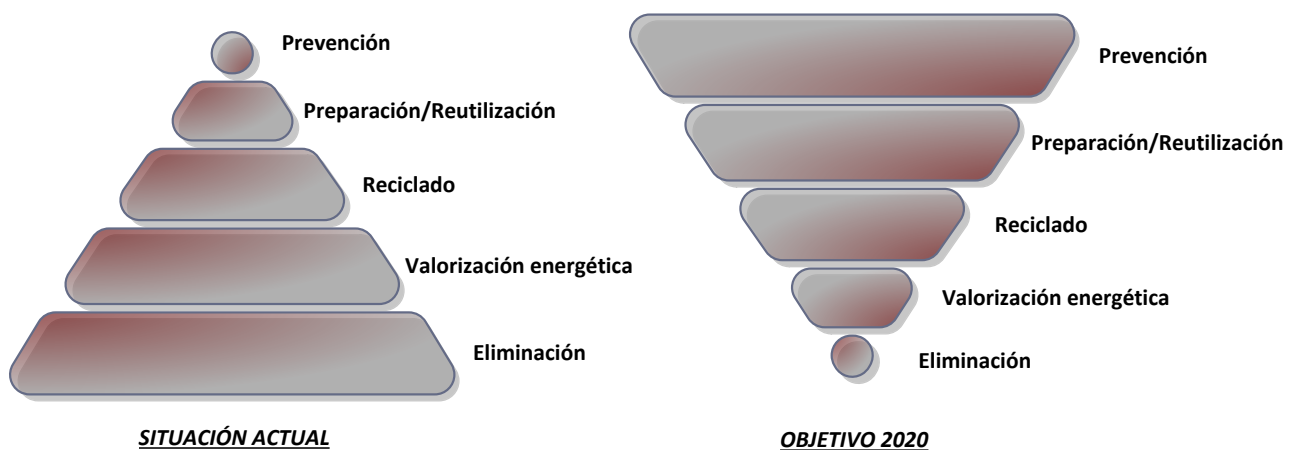 Prevención
Preparación/Reutilización
Reciclado
Valorización energética
Eliminación
SITUACIÓN ACTUAL
Prevención
Preparación/Reutilización
Reciclado
Valorización energética
Eliminación
OBJETIVO 2020